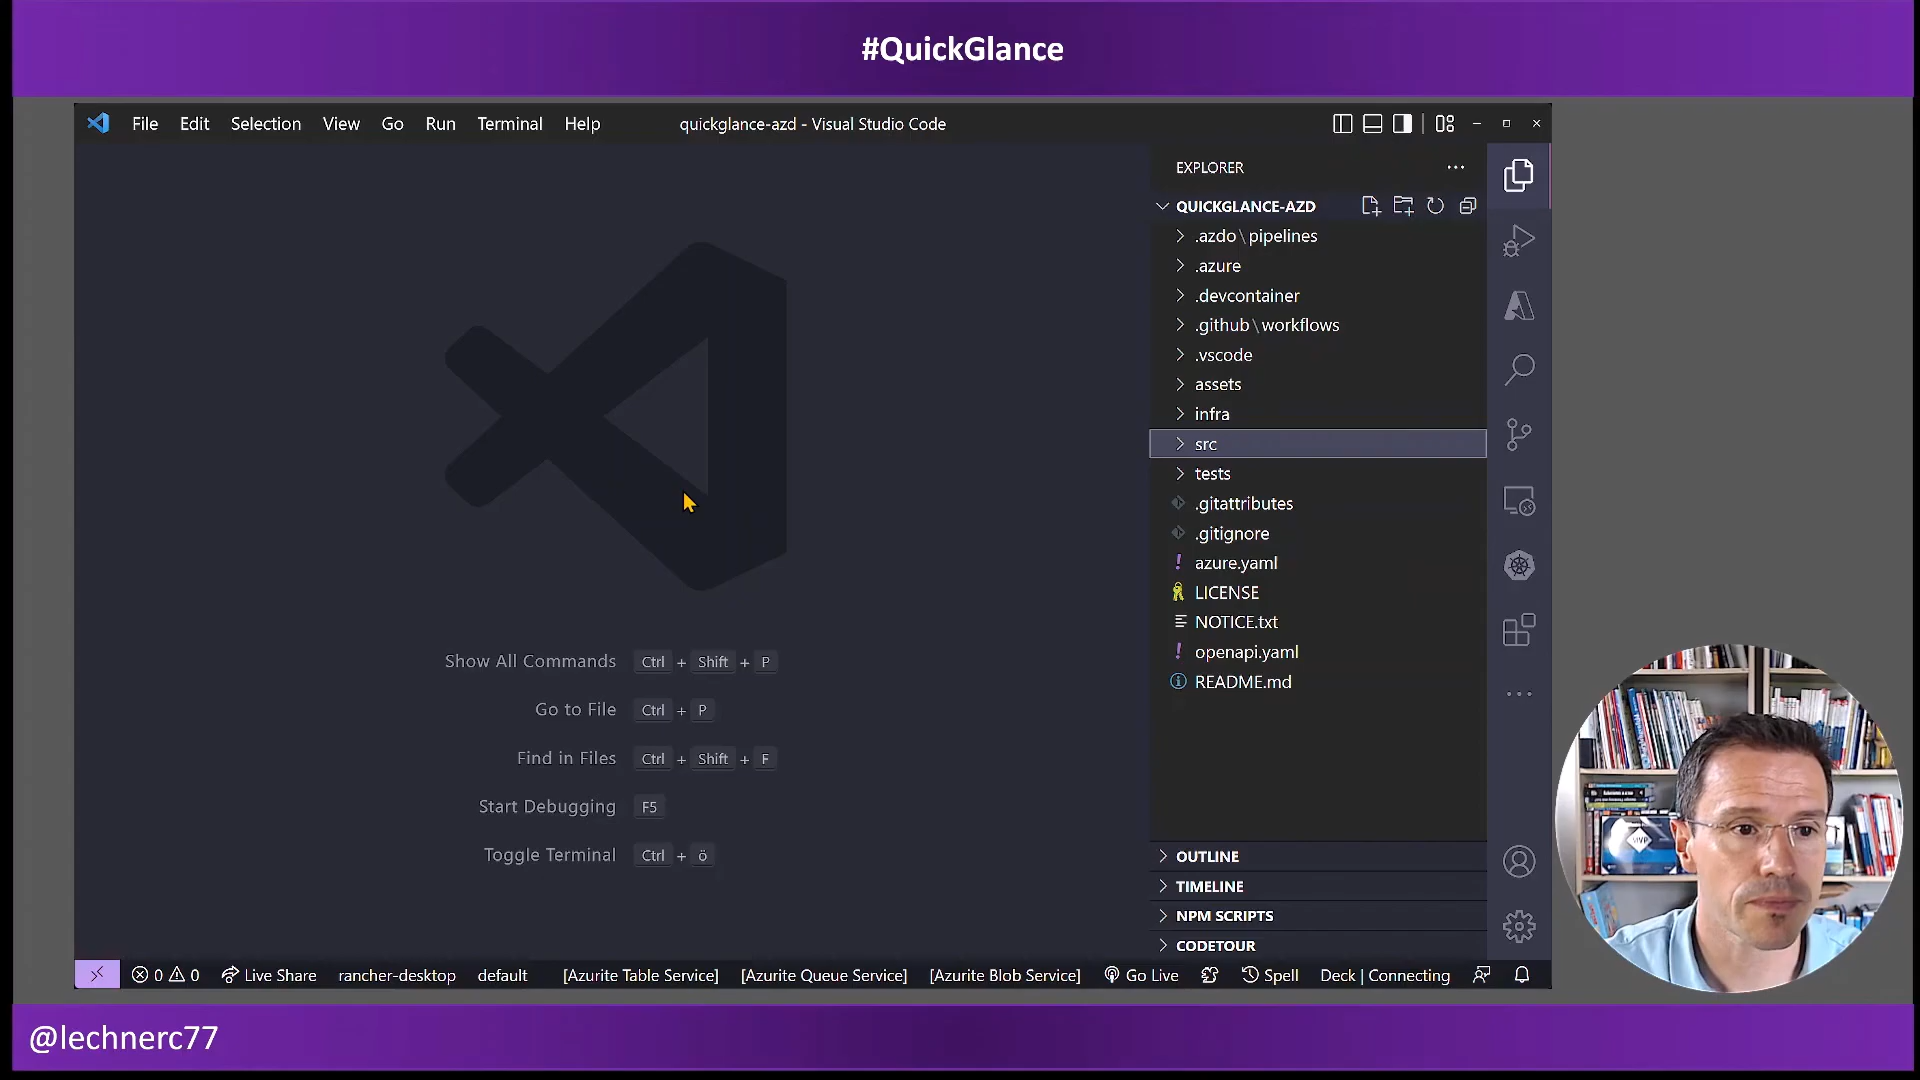 #QuickGlance
File Edit Selection View Go Run Terminal Help
quickglance-azd - Visual Studio Code
EXPLORER
QUICKGLANCE-AZD
.azdo\pipelines
.azure
.devcontainer
.github\workflows
.vscode
assets
infra
src
tests
.gitattributes
.gitignore
azure.yaml
LICENSE
NOTICE.txt
openapi.yaml
README.md
Show All Commands Ctrl + Shift + P
Go to File Ctrl + P
Find in Files Ctrl + Shift + F
Start Debugging F5
Toggle Terminal Ctrl + ö
OUTLINE
TIMELINE
NPM SCRIPTS
CODETOUR
0 0 Live Share rancher-desktop default [Azurite Table Service] [Azurite Queue Service] [Azurite Blob Service] Go Live Spell Deck | Connecting
MVP
@lechnerc77